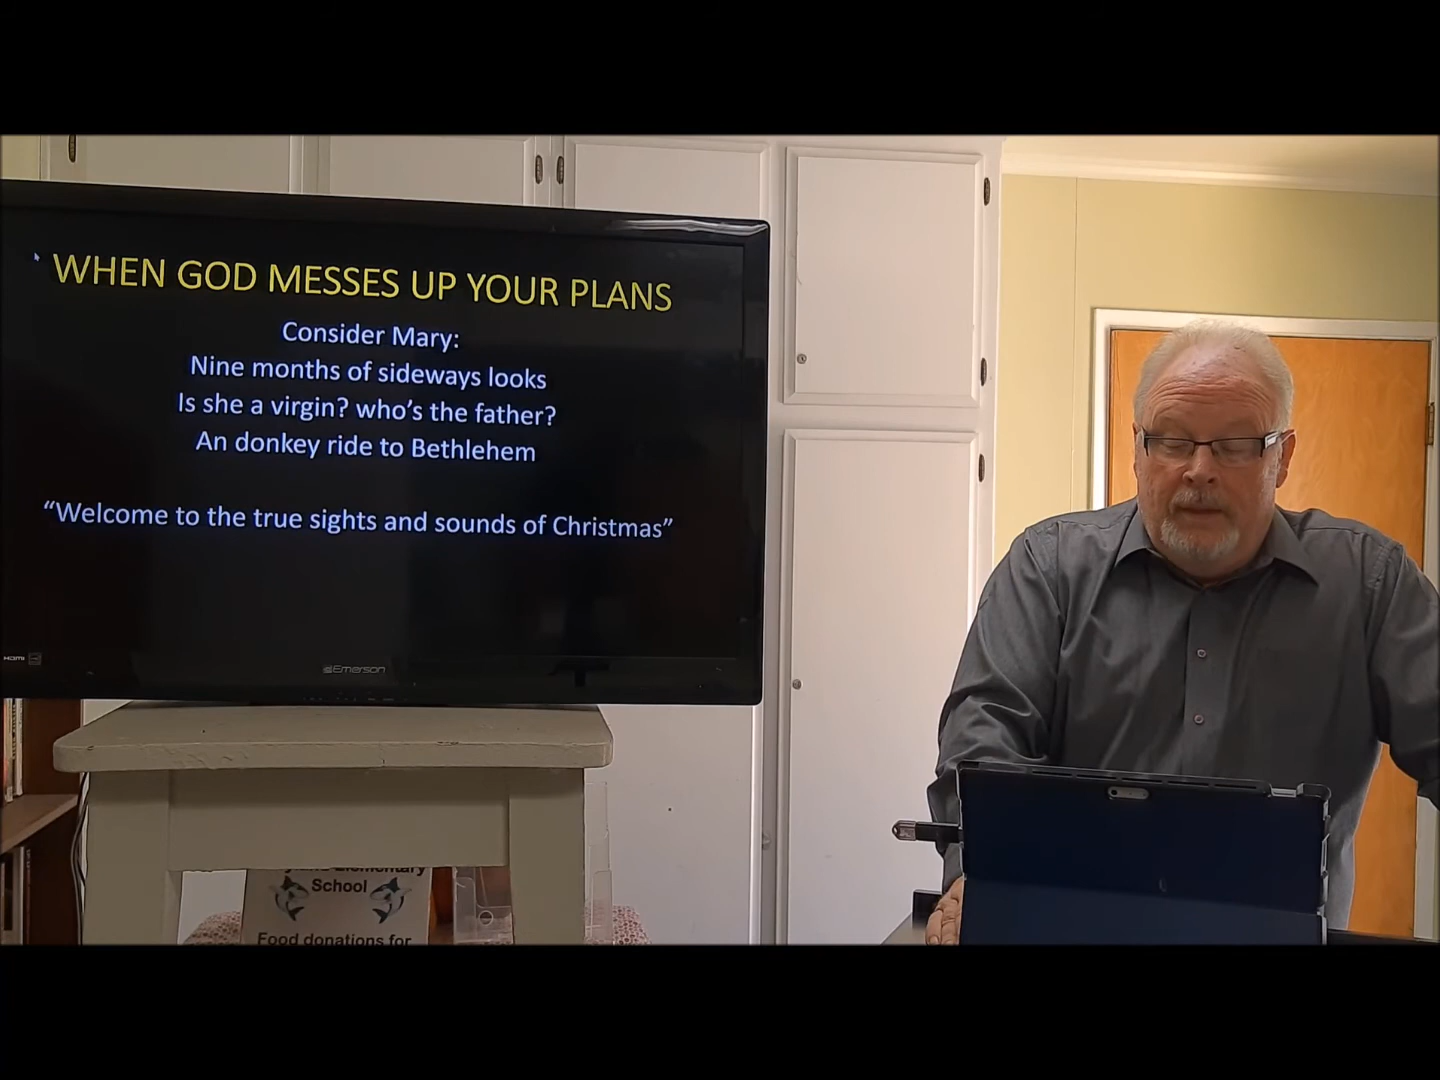 WHEN GOD MESSES UP YOUR PLANS
Consider Mary:
Nine months of sideways looks
Is she a virgin? who's the father?
An donkey ride to Bethlehem
“Welcome to the true sights and sounds of Christmas”
HDMI
Emerson
Elementary
School
Food donations for